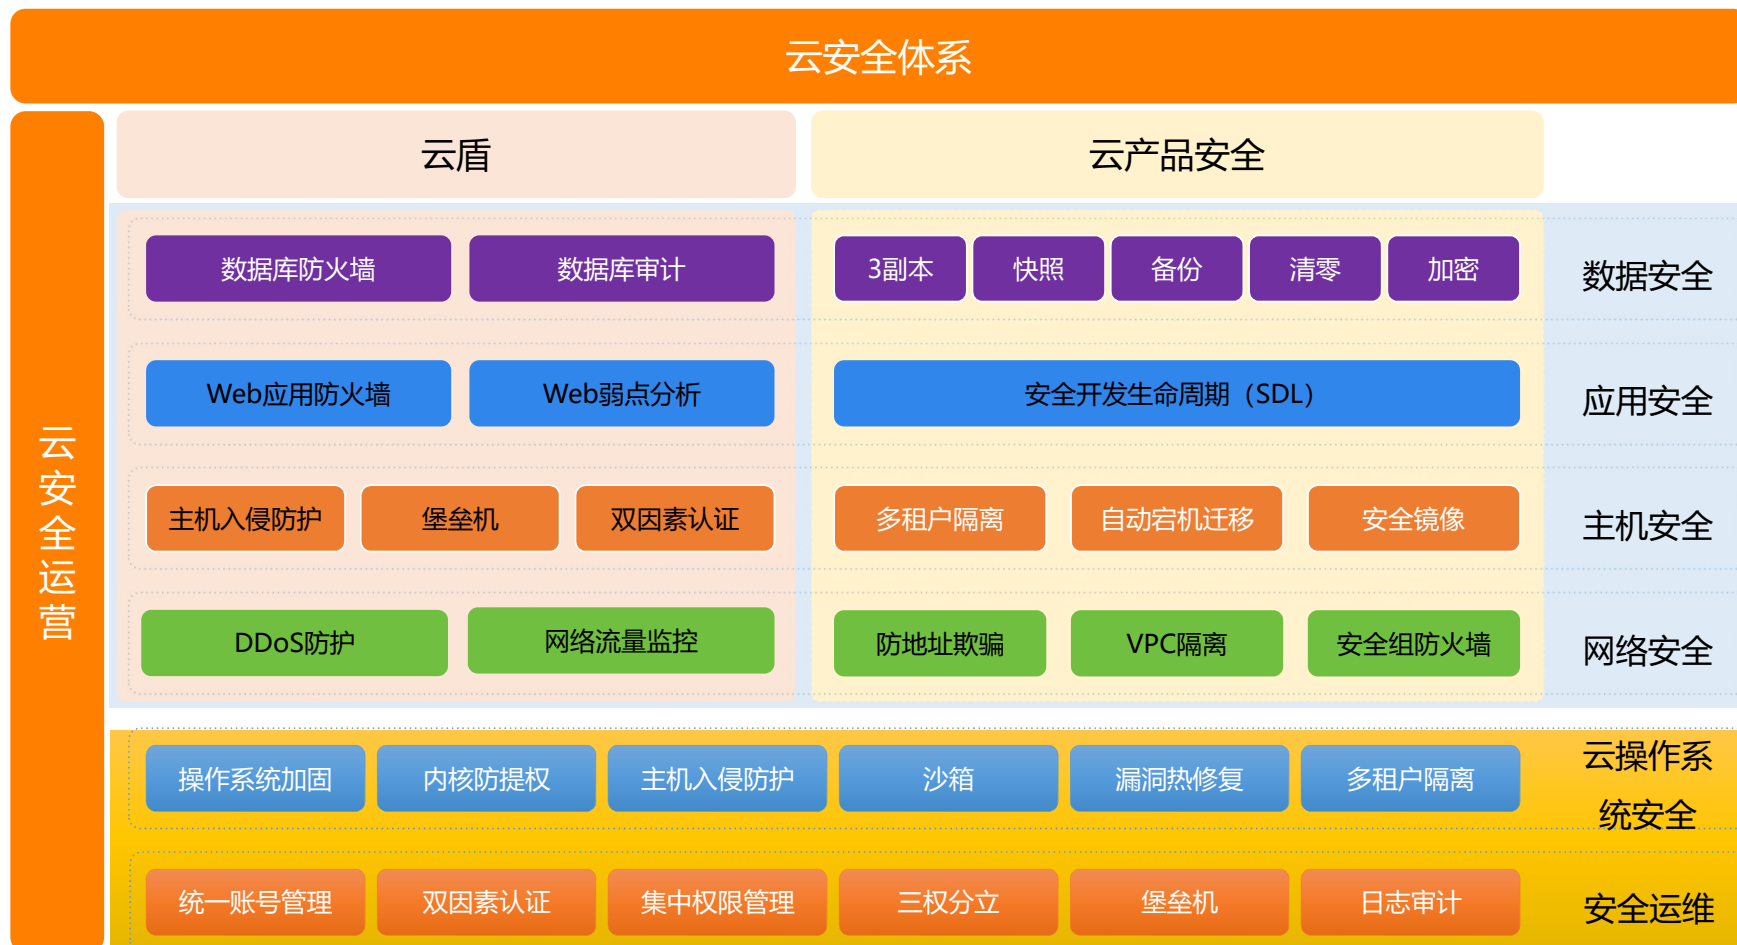 云安全体系
云安全运营
云盾
云产品安全
数据库防火墙
数据库审计
3副本
快照
备份
清零
加密
数据安全
Web应用防火墙
Web弱点分析
安全开发生命周期（SDL）
应用安全
主机入侵防护
堡垒机
双因素认证
多租户隔离
自动宕机迁移
安全镜像
主机安全
DDoS防护
网络流量监控
防地址欺骗
VPC隔离
安全组防火墙
网络安全
操作系统加固
内核防提权
主机入侵防护
沙箱
漏洞热修复
多租户隔离
云操作系
统安全
统一账号管理
双因素认证
集中权限管理
三权分立
堡垒机
日志审计
安全运维